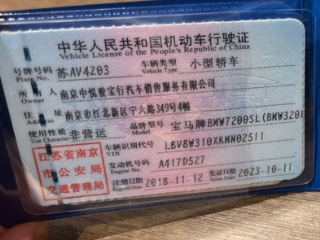 中华人民共和国机动车行驶证
Vehicle License of the People's Republic of China
号牌号码 苏AV4Z03 车辆类型 小型轿车
Plate No. Vehicle Type
所 人 南京中悦骏宝行汽车销售服务有限公司
Owner
住 南京市江北新区宁六路349号4幢
Address
使用性质 非营运 品牌型号 宝马牌BMW7200SL(BMW320
Use Character Model
江苏省南京市公安局交通管理局
车辆识别代号 LBV8W310XKMN02511
VIN
发动机号码 A417D527
Engine No.
注册日期 2018-11-12 发证日期 2023-10-11
Register Date Issue Date